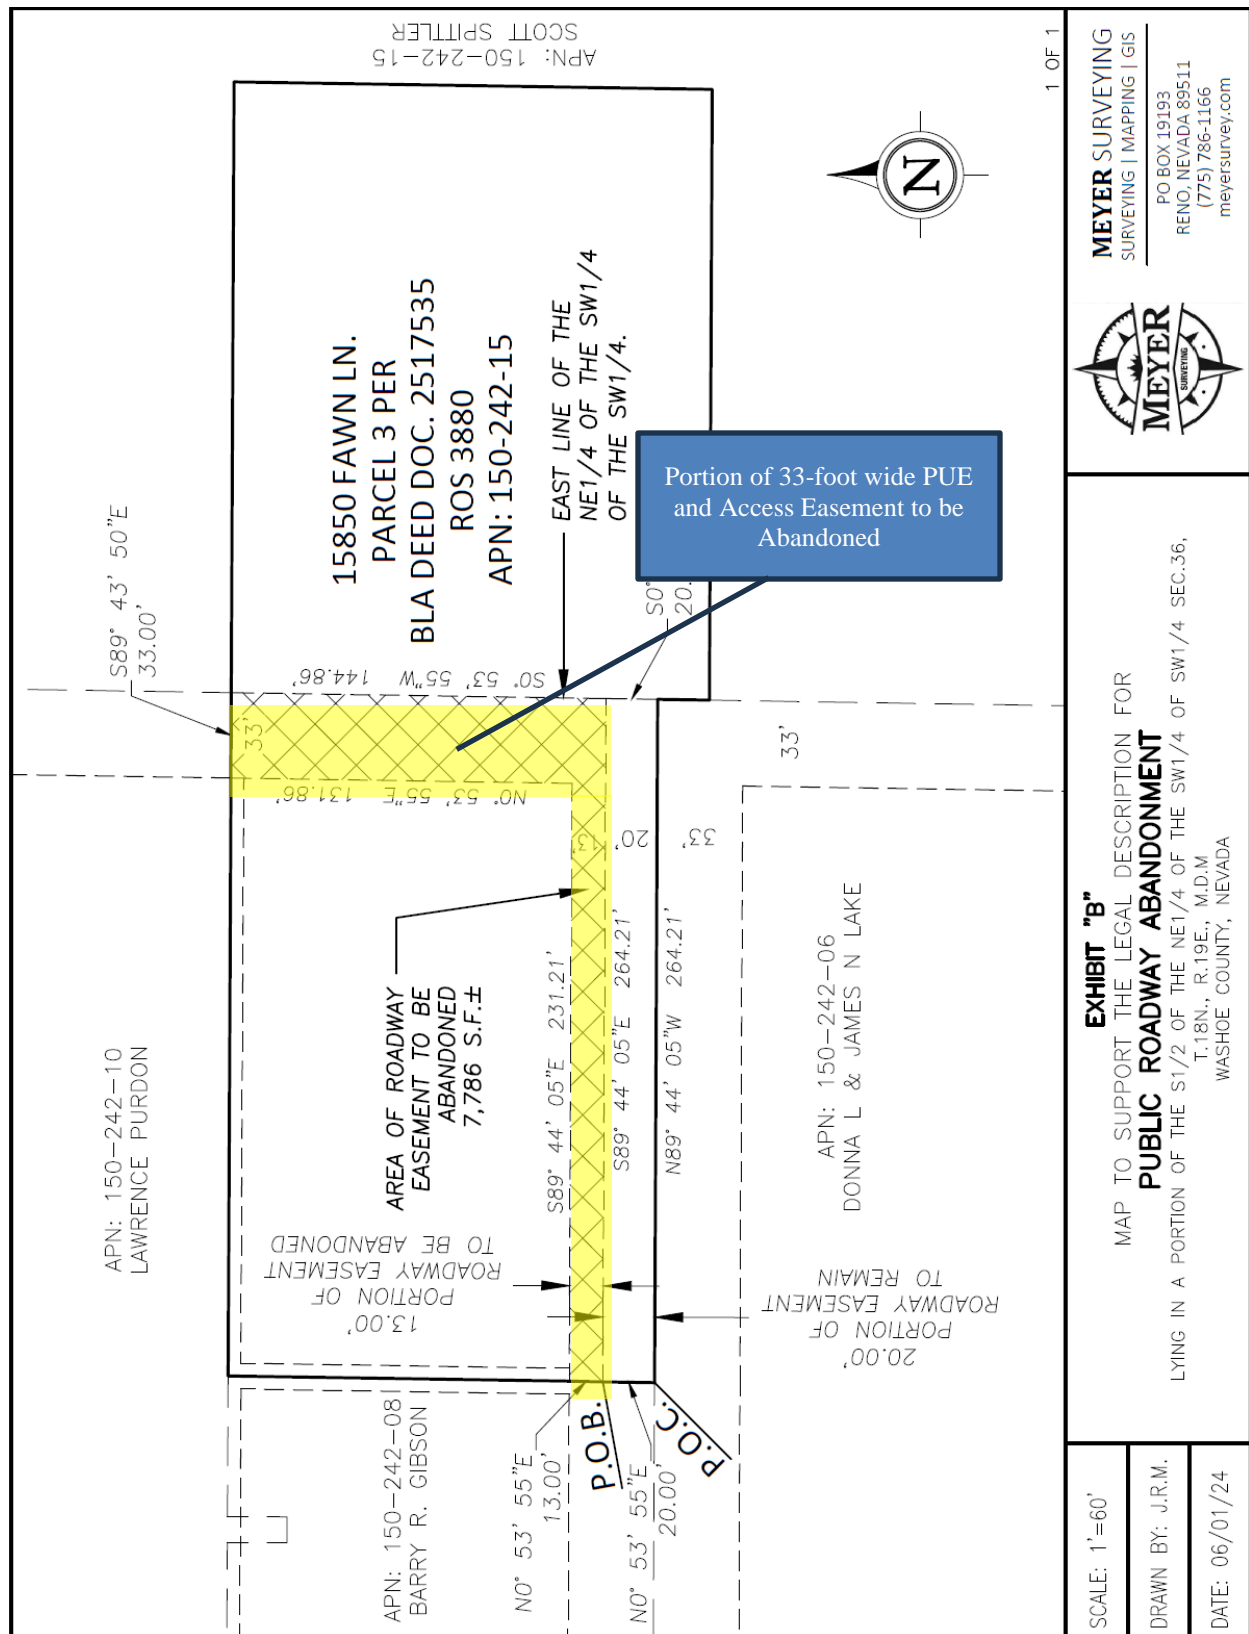 APN: 150-242-15
SCOTT SPITTLER
1 OF 1
S89° 43' 50"E
33.00'
15850 FAWN LN.
PARCEL 3 PER
BLA DEED DOC. 2517535
ROS 3880
APN: 150-242-15
EAST LINE OF THE
NE1/4 OF THE SW1/4
OF THE SW1/4.
N
Portion of 33-foot wide PUE
and Access Easement to be
Abandoned
S0°
20.
S0° 53' 55"W 144.86'
33'
N0° 53' 55"E 131.86'
33'
13'
20'
33'
APN: 150-242-10
LAWRENCE PURDON
AREA OF ROADWAY
EASEMENT TO BE
ABANDONED
7,786 S.F.±
S89° 44' 05"E 231.21'
S89° 44' 05"E 264.21'
N89° 44' 05"W 264.21'
APN: 150-242-06
DONNA L & JAMES N LAKE
13.00'
PORTION OF
ROADWAY EASEMENT
TO BE ABANDONED
20.00'
PORTION OF
ROADWAY EASEMENT
TO REMAIN
APN: 150-242-08
BARRY R. GIBSON
N0° 53' 55"E
13.00'
P.O.B.
N0° 53' 55"E
20.00'
P.O.C.
SCALE: 1'=60'
DRAWN BY: J.R.M.
DATE: 06/01/24
EXHIBIT "B"
MAP TO SUPPORT THE LEGAL DESCRIPTION FOR
PUBLIC ROADWAY ABANDONMENT
LYING IN A PORTION OF THE S1/2 OF THE NE1/4 OF THE SW1/4 OF SW1/4 SEC.36,
T.18N., R.19E., M.D.M
WASHOE COUNTY, NEVADA
MEYER
SURVEYING
MEYER SURVEYING
SURVEYING | MAPPING | GIS
PO BOX 19193
RENO, NEVADA 89511
(775) 786-1166
meyersurvey.com